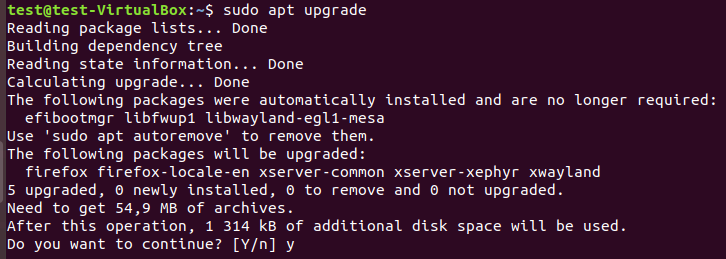 test@test-VirtualBox:~$ sudo apt upgrade
Reading package lists... Done
Building dependency tree
Reading state information... Done
Calculating upgrade... Done
The following packages were automatically installed and are no longer required:
  efibootmgr libfwup1 libwayland-egl1-mesa
Use 'sudo apt autoremove' to remove them.
The following packages will be upgraded:
  firefox firefox-locale-en xserver-common xserver-xephyr xwayland
5 upgraded, 0 newly installed, 0 to remove and 0 not upgraded.
Need to get 54,9 MB of archives.
After this operation, 1 314 kB of additional disk space will be used.
Do you want to continue? [Y/n] y